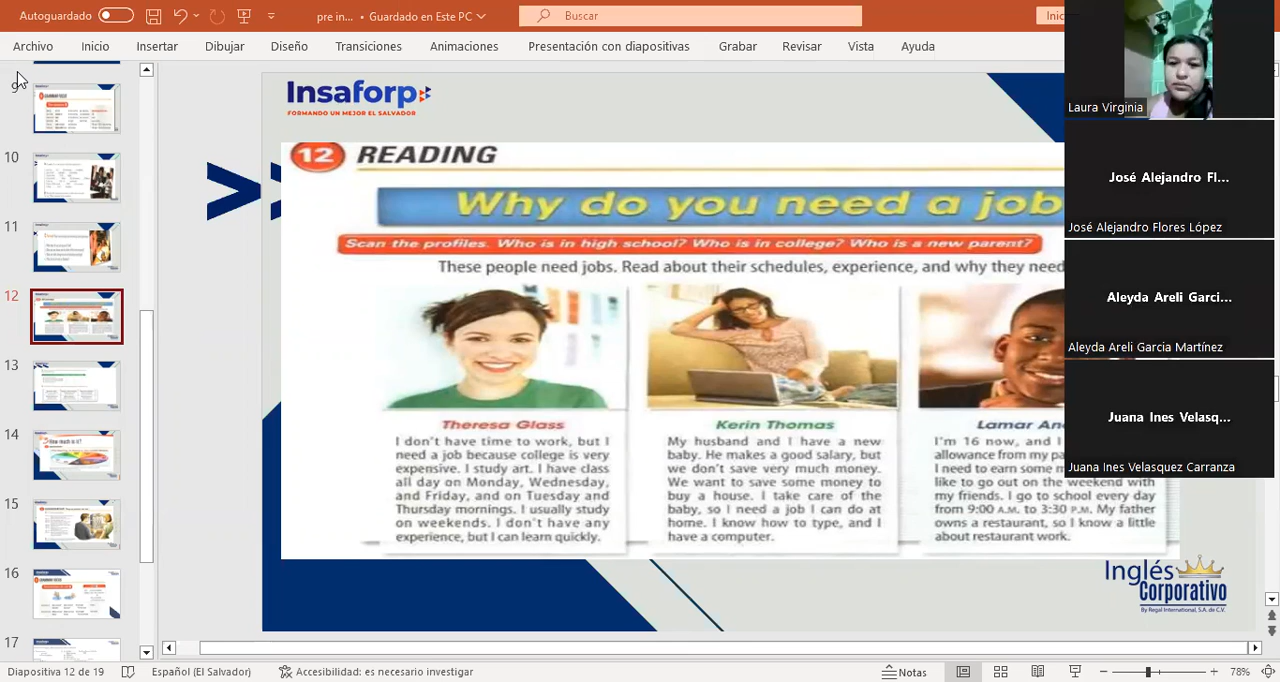 Autoguardado
pre in... • Guardado en Este PC
Buscar
Inic
Archivo Inicio Insertar Dibujar Diseño Transiciones Animaciones Presentación con diapositivas Grabar Revisar Vista Ayuda
9
10
11
12
13
14
15
16
17
Insaforp
FORMANDO UN MEJOR EL SALVADOR
12 READING
Why do you need a job
Scan the profiles. Who is in high school? Who is in college? Who is a new parent?
These people need jobs. Read about their schedules, experience, and why they need
Theresa Glass
I don't have time to work, but I
need a job because college is very
expensive. I study art. I have class
all day on Monday, Wednesday,
and Friday, and on Tuesday and
Thursday mornings. I usually study
on weekends. I don't have any
experience, but I can learn quickly.
Kerin Thomas
My husband and I have a new
baby. He makes a good salary, but
we don't save very much money.
We want to save some money to
buy a house. I take care of the
baby, so I need a job I can do at
home. I know how to type, and I
have a computer.
Lamar An
I'm 16 now, and I
allowance from my pa
I need to earn some m
like to go out on the weekend with
my friends. I go to school every day
from 9:00 A.M. to 3:30 P.M. My father
owns a restaurant, so I know a little
about restaurant work.
Inglés
Corporativo
By Regal International, S.A. de C.V.
Laura Virginia
José Alejandro Fl...
José Alejandro Flores López
Aleyda Areli Garci...
Aleyda Areli Garcia Martínez
Juana Ines Velasq...
Juana Ines Velasquez Carranza
Diapositiva 12 de 19
Español (El Salvador)
Accesibilidad: es necesario investigar
Notas
78%